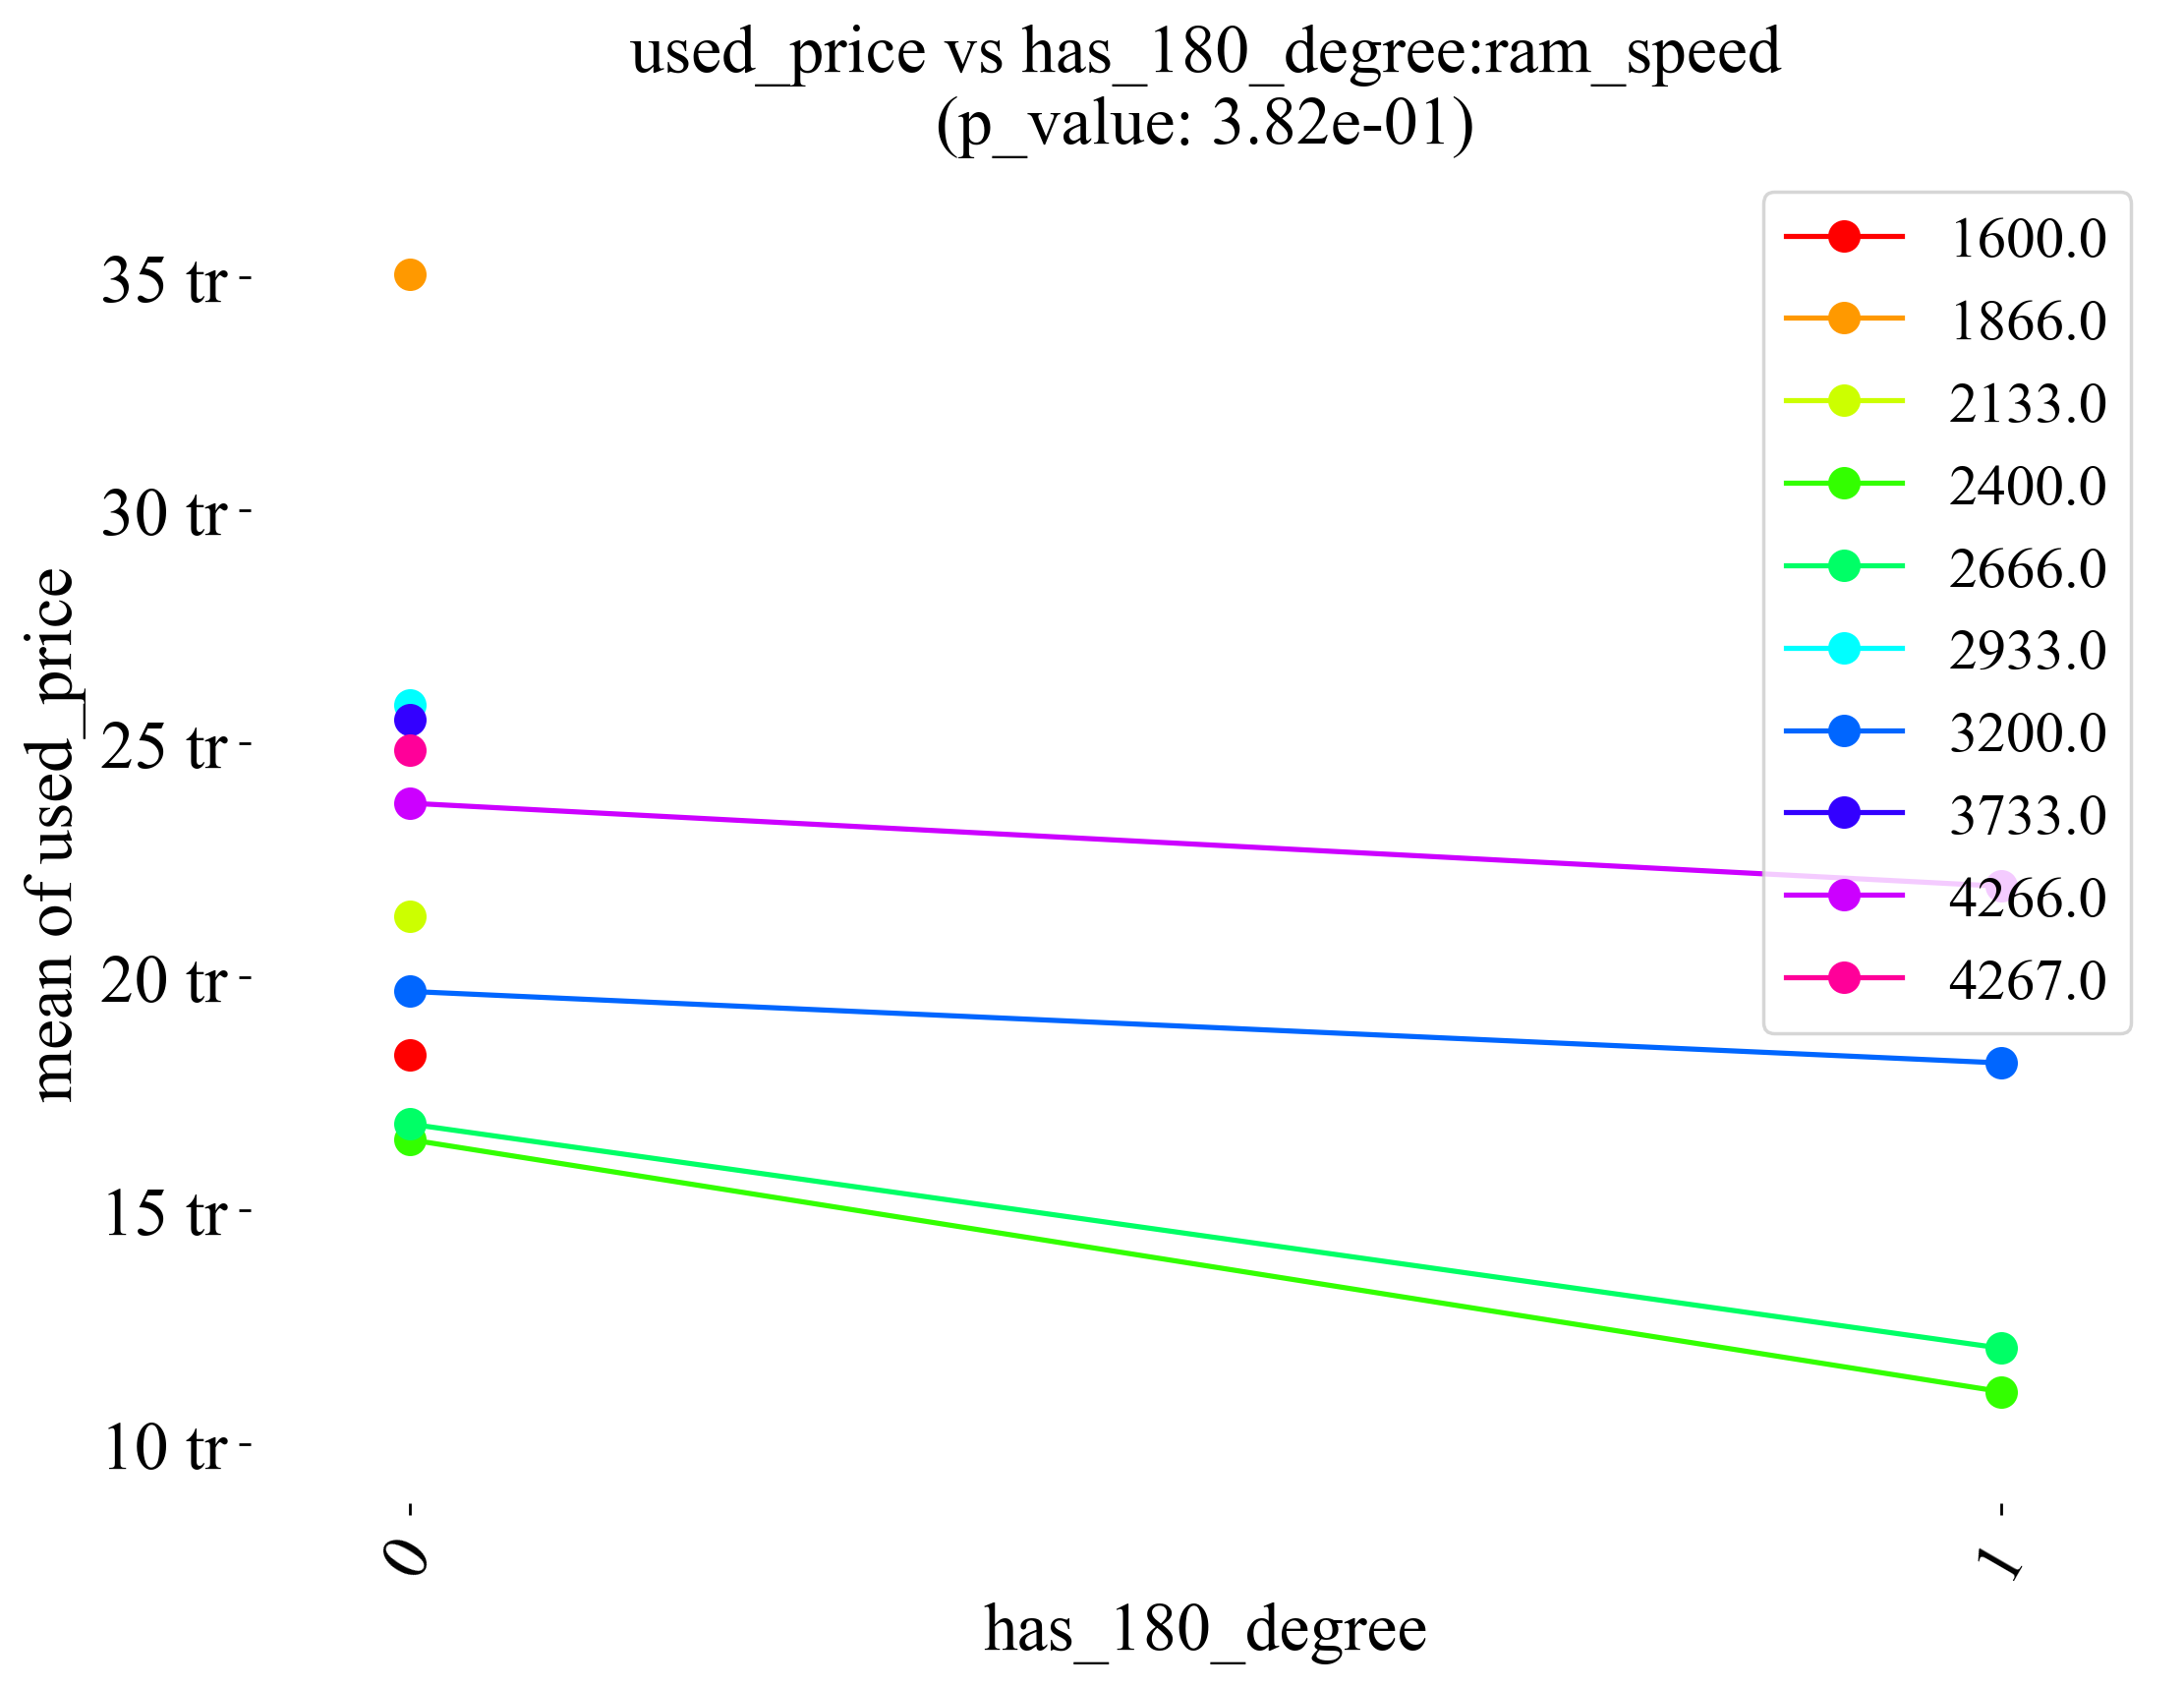 used_price vs has_180_degree:ram_speed
(p_value: 3.82e-01)
1600.0
1866.0
2133.0
2400.0
2666.0
2933.0
3200.0
3733.0
4266.0
4267.0
mean of used_price
35 tr
30 tr
25 tr
20 tr
15 tr
10 tr
0
1
has_180_degree